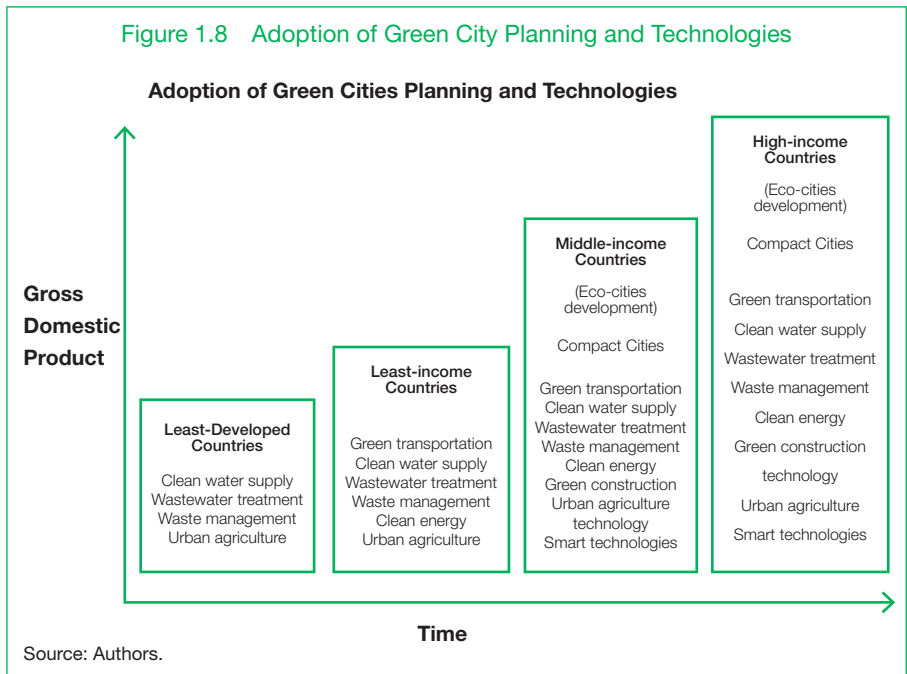 Figure 1.8 Adoption of Green City Planning and Technologies
Adoption of Green Cities Planning and Technologies
Gross
Domestic
Product
Least-Developed
Countries
Clean water supply
Wastewater treatment
Waste management
Urban agriculture
Least-income
Countries
Green transportation
Clean water supply
Wastewater treatment
Waste management
Clean energy
Urban agriculture
Middle-income
Countries
(Eco-cities
development)
Compact Cities
Green transportation
Clean water supply
Wastewater treatment
Waste management
Clean energy
Green construction
Urban agriculture
technology
Smart technologies
High-income
Countries
(Eco-cities
development)
Compact Cities
Green transportation
Clean water supply
Wastewater treatment
Waste management
Clean energy
Green construction
technology
Urban agriculture
Smart technologies
Time
Source: Authors.